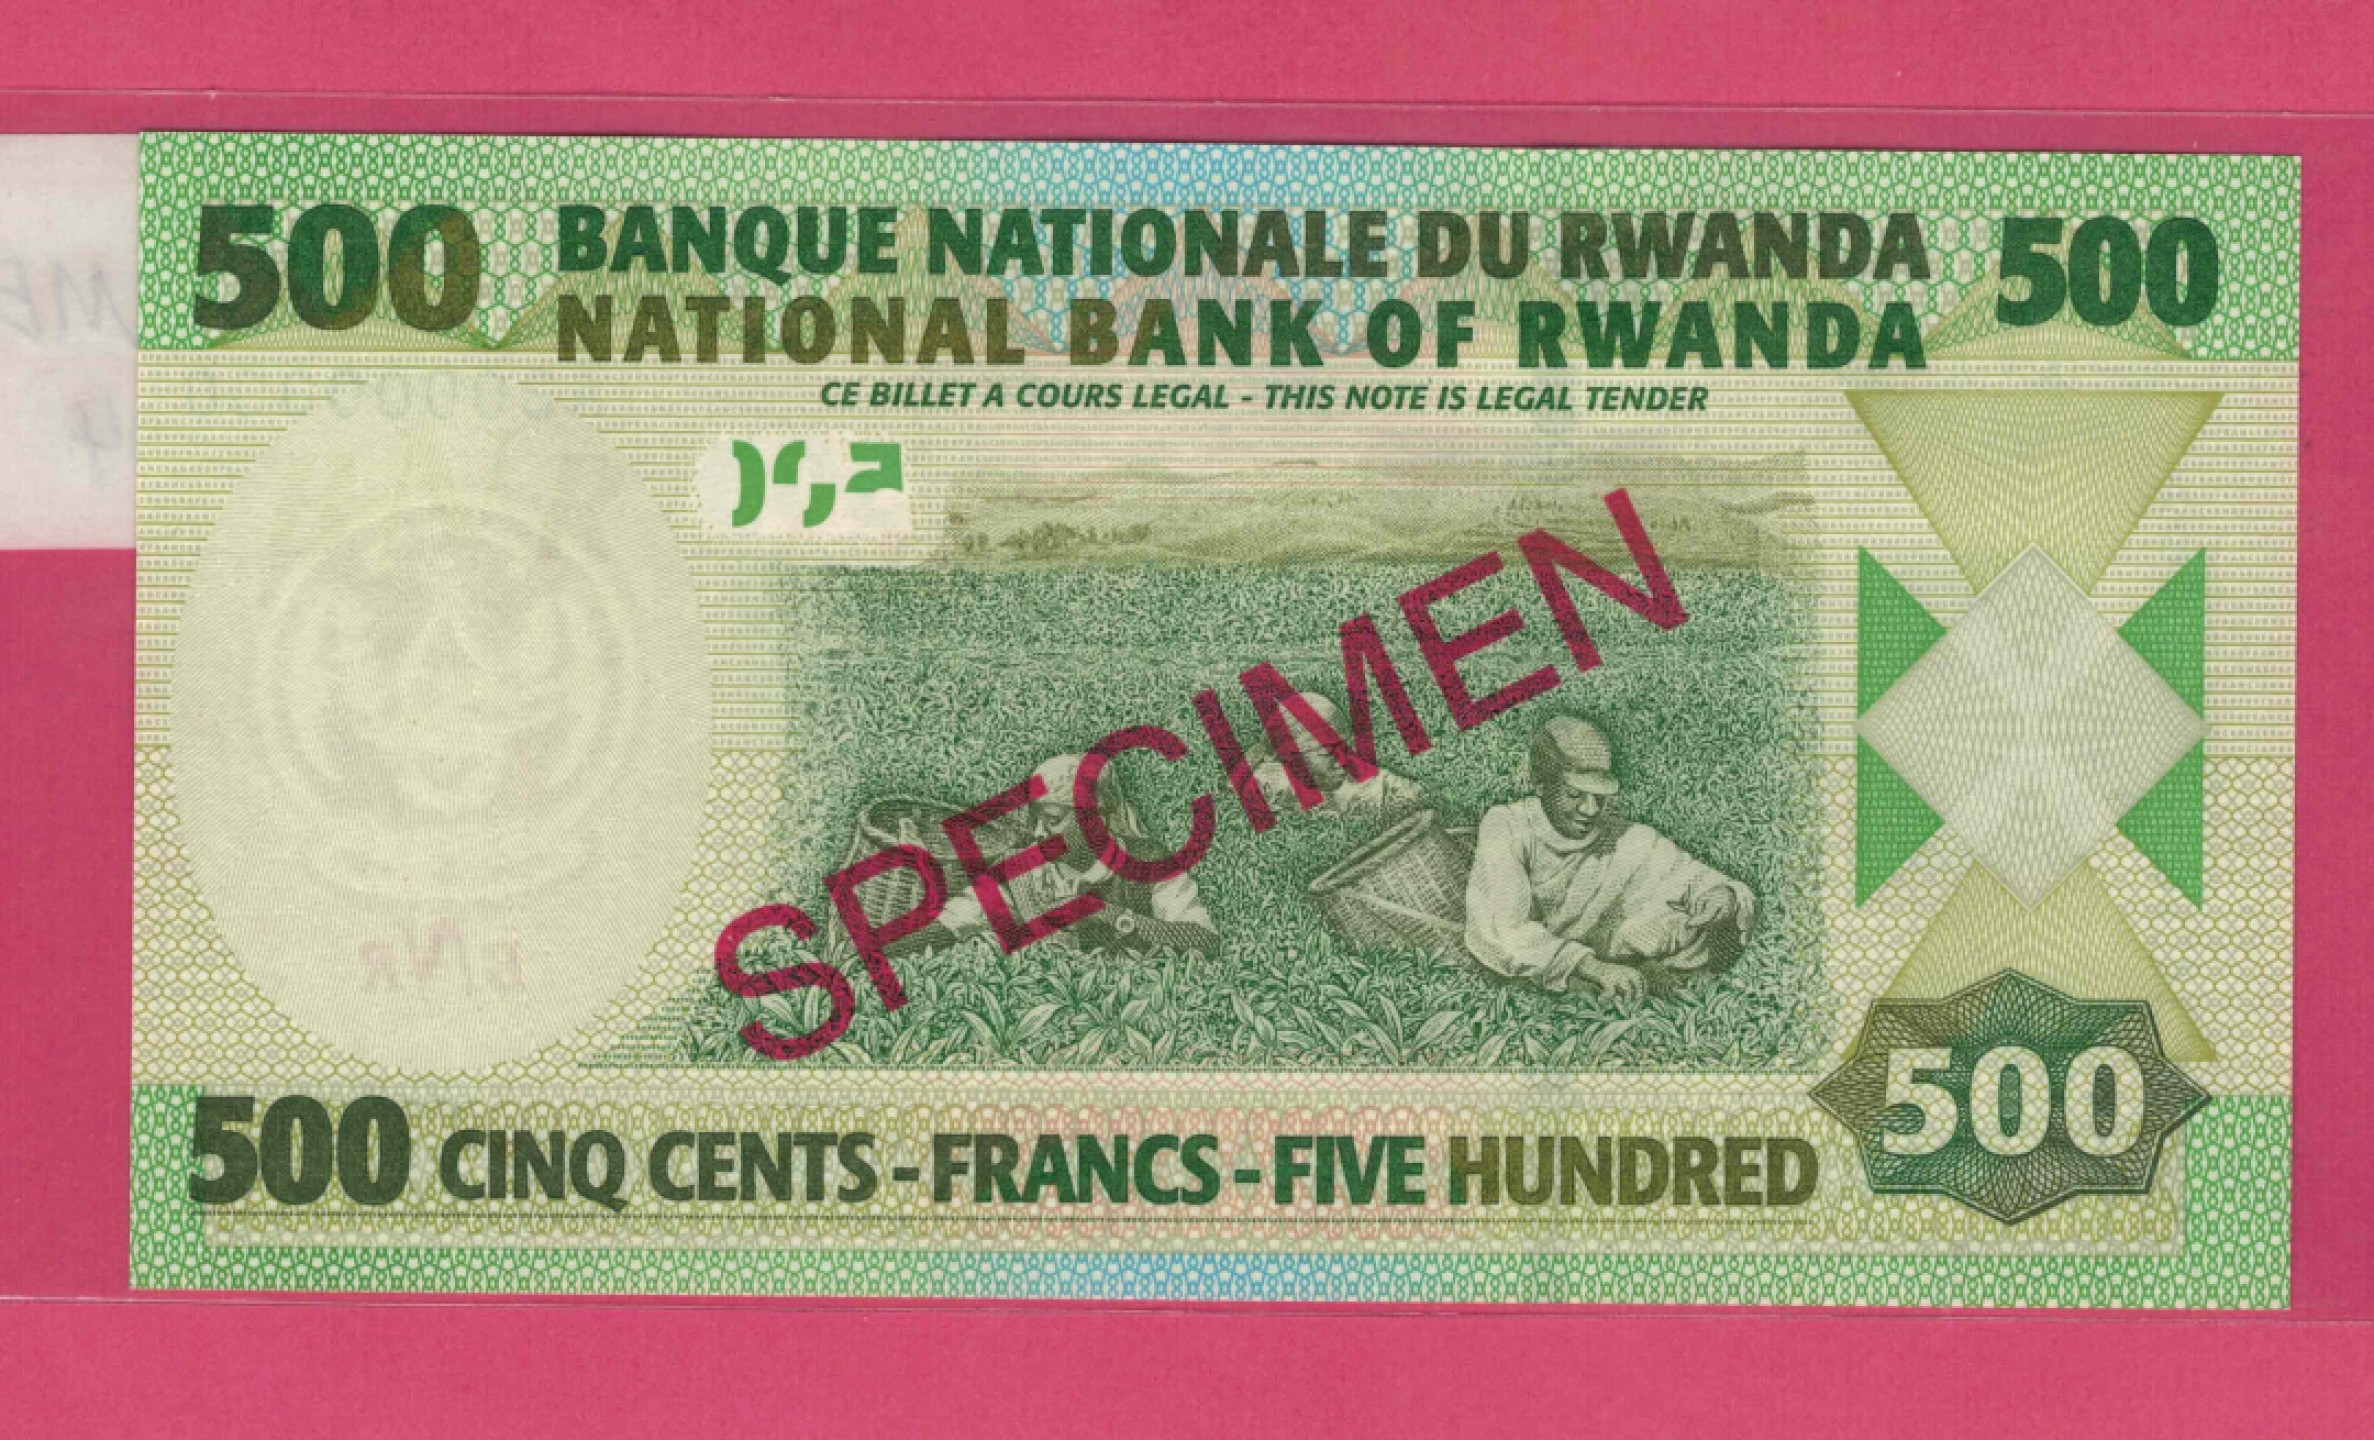 500 BANQUE NATIONALE DU RWANDA 500
NATIONAL BANK OF RWANDA
CE BILLET A COURS LEGAL - THIS NOTE IS LEGAL TENDER
SPECIMEN
500 CINQ CENTS - FRANCS - FIVE HUNDRED 500